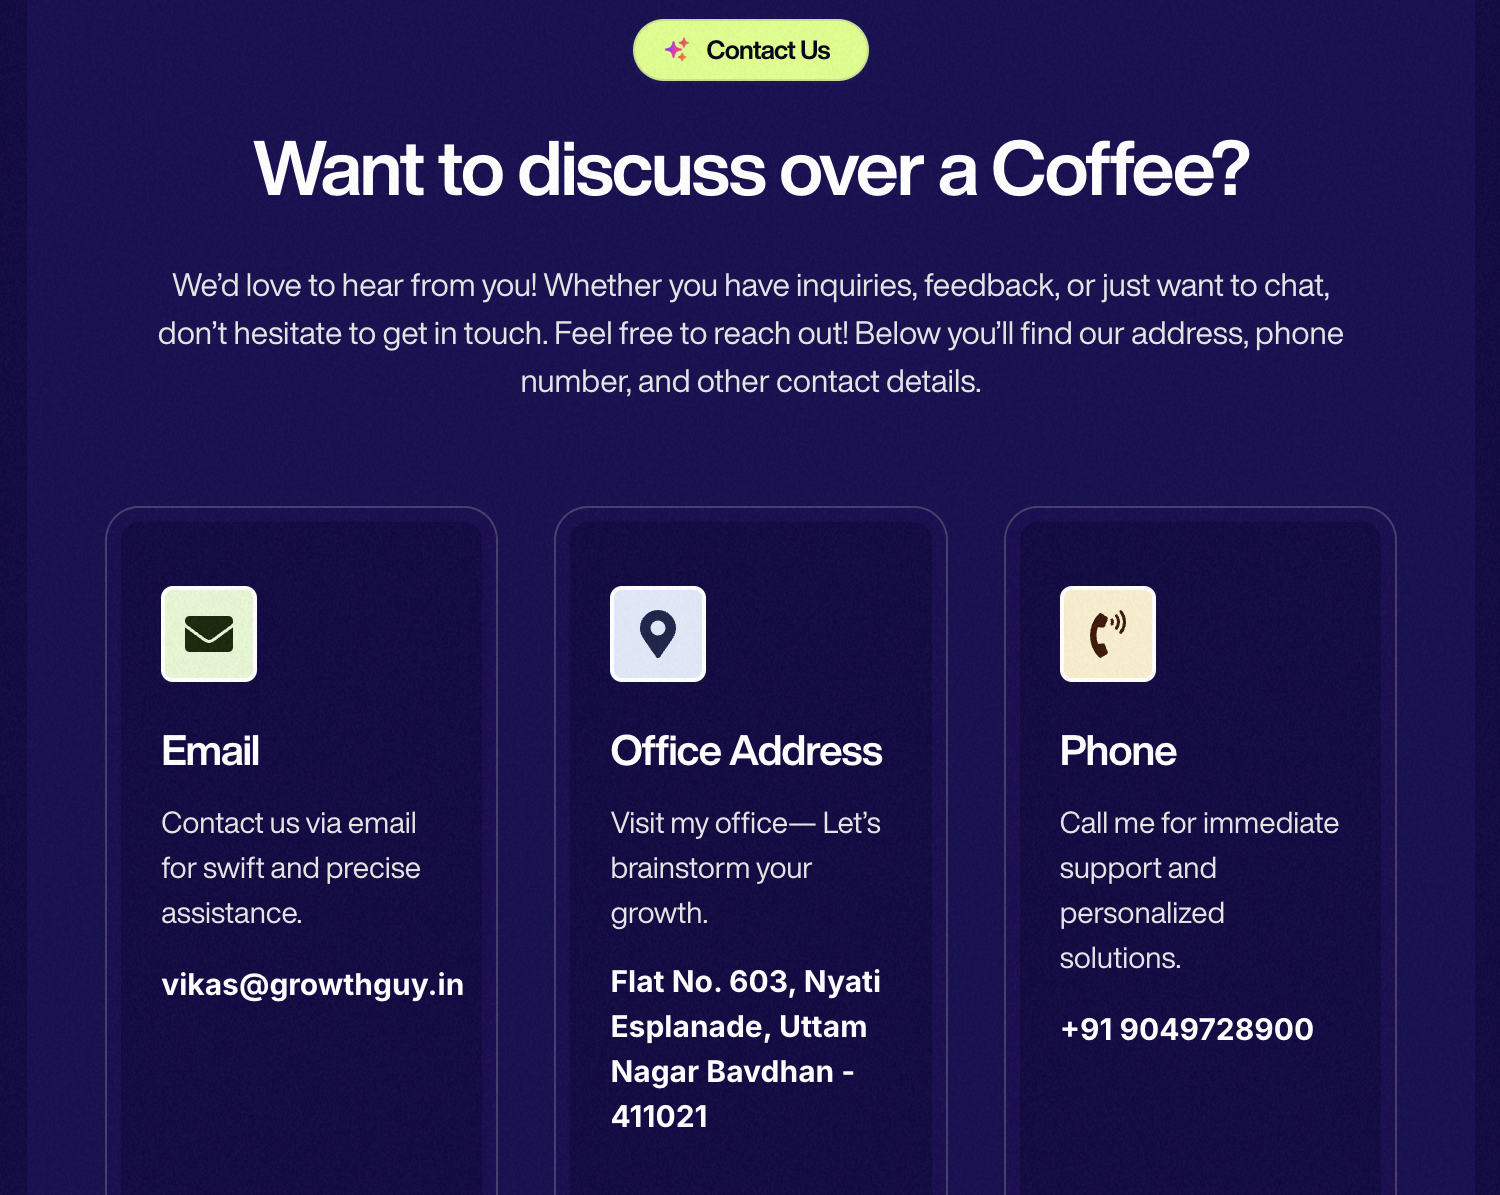 Contact Us
Want to discuss over a Coffee?
We’d love to hear from you! Whether you have inquiries, feedback, or just want to chat,
don’t hesitate to get in touch. Feel free to reach out! Below you’ll find our address, phone
number, and other contact details.
Email
Contact us via email
for swift and precise
assistance.
vikas@growthguy.in
Office Address
Visit my office— Let’s
brainstorm your
growth.
Flat No. 603, Nyati
Esplanade, Uttam
Nagar Bavdhan -
411021
Phone
Call me for immediate
support and
personalized
solutions.
+91 9049728900